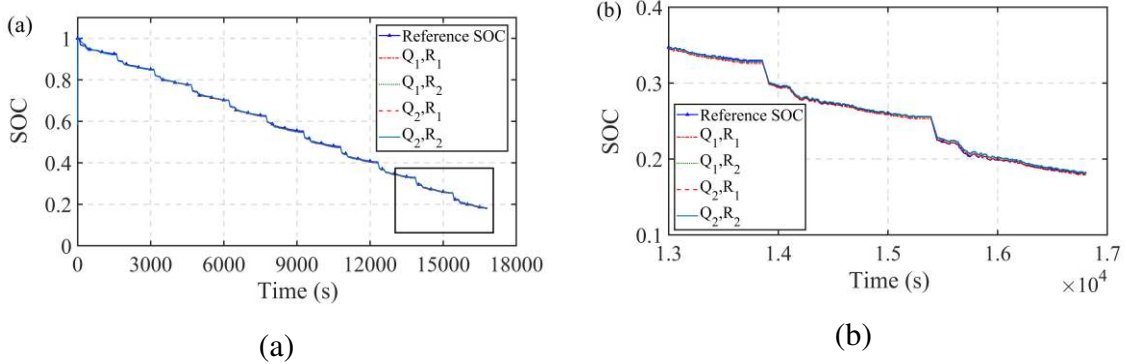 (a)
1
0.8
0.6
0.4
0.2
0
SOC
0 3000 6000 9000 12000 15000 18000
Time (s)
Reference SOC
Q1,R1
Q1,R2
Q2,R1
Q2,R2
(a)
(b)
0.4
0.3
0.2
0.1
SOC
1.3 1.4 1.5 1.6 1.7
×10^4
Time (s)
Reference SOC
Q1,R1
Q1,R2
Q2,R1
Q2,R2
(b)